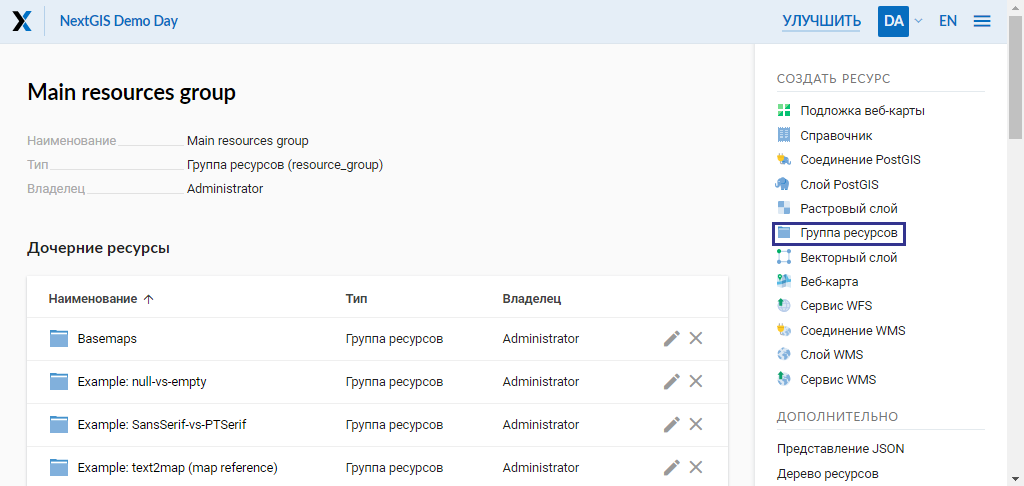 NextGIS Demo Day
УЛУЧШИТЬ
DA
EN
Main resources group
Наименование Main resources group
Тип Группа ресурсов (resource_group)
Владелец Administrator
Дочерние ресурсы
Наименование Тип Владелец
Basemaps Группа ресурсов Administrator
Example: null-vs-empty Группа ресурсов Administrator
Example: SansSerif-vs-PTSerif Группа ресурсов Administrator
Example: text2map (map reference) Группа ресурсов Administrator
СОЗДАТЬ РЕСУРС
Подложка веб-карты
Справочник
Соединение PostGIS
Слой PostGIS
Растровый слой
Группа ресурсов
Векторный слой
Веб-карта
Сервис WFS
Соединение WMS
Слой WMS
Сервис WMS
ДОПОЛНИТЕЛЬНО
Представление JSON
Дерево ресурсов